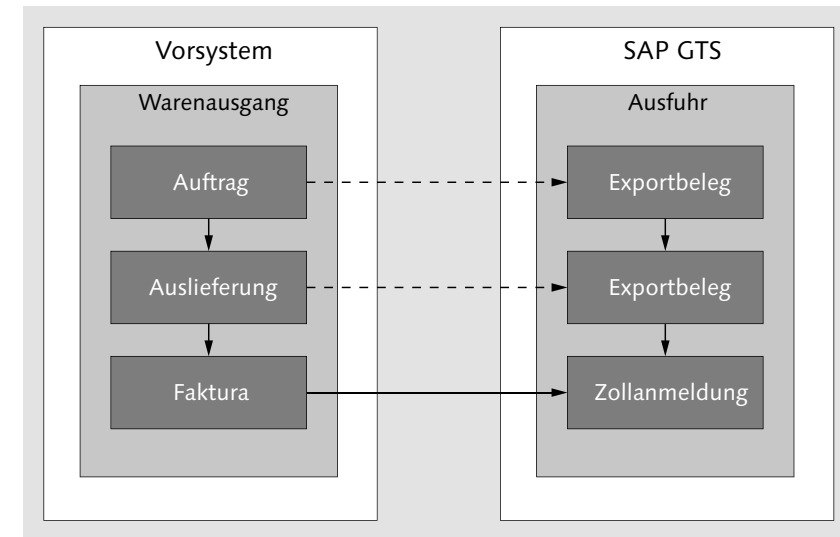 Vorsystem
Warenausgang
Auftrag
Auslieferung
Faktura
SAP GTS
Ausfuhr
Exportbeleg
Exportbeleg
Zollanmeldung